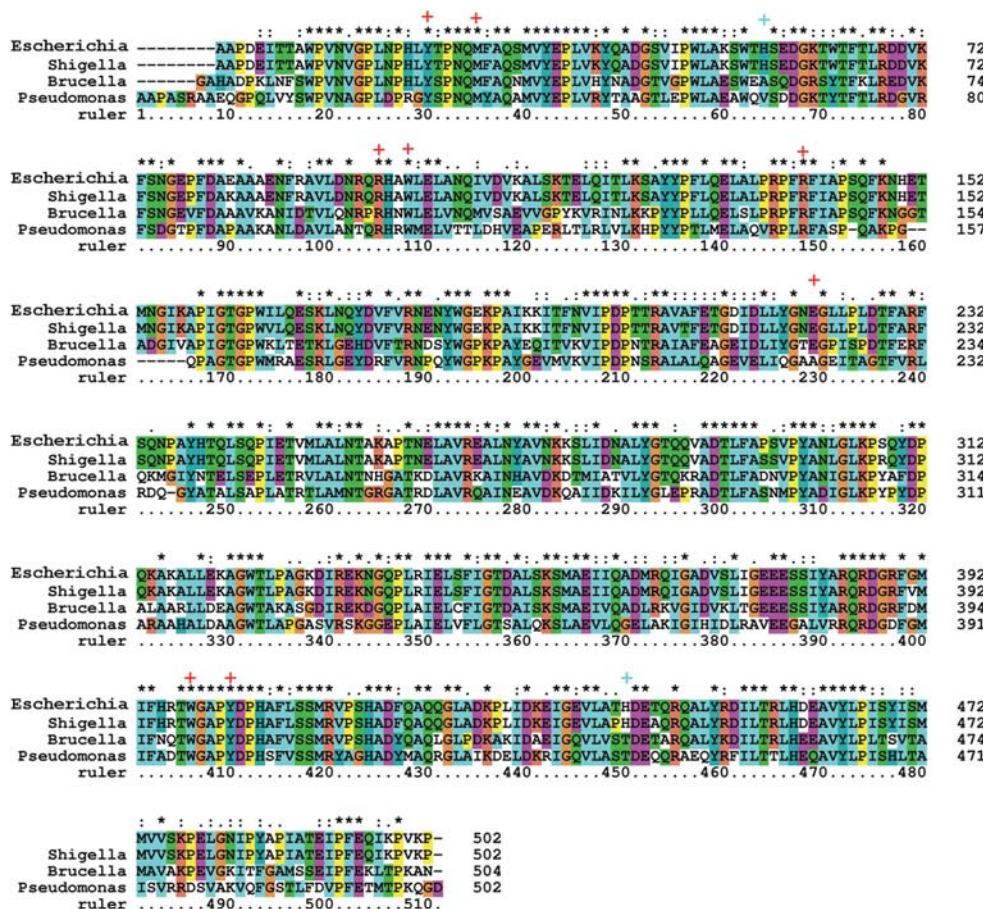 Escherichia --------AAPDEITTAWPVNVGPLNPHLYTPNQMFAQSMVYEPLVKYQADGSVIPWLAKSWTHSEDGKTWTFTLRDDVK 72
Shigella --------AAPDEITTAWPVNVGPLNPHLYTPNQMFAQSMVYEPLVKYQADGSVIPWLAKSWTHSEDGKTWTFTLRDDVK 72
Brucella ------GAHADPKLNFSWPVNVGPLNPHLYSPNQMFAQNMVYEPLVHYNADGTVGPWLAESWEASQDGRSYTFKLREDVK 74
Pseudomonas AAPASRAAEQGPQLVYSWPVNAGPLDPRGYSPNQMYAQAMVYEPLVRYTAAGTLEPWLAEAWQVSDDGKTYTFTLRDGVR 80
ruler 1.......10........20........30........40........50........60........70........80
Escherichia FSNGEPFDAEAAAENFRAVLDNRQRHAWLELANQIVDVKALSKTELQITLKSAYYPFLQELALPRPFRFIAPSQFKNHET 152
Shigella FSNGEPFDAKAAAENFRAVLDNRQRHAWLELANQIVDVKALSKTELQITLKSAYYPFLQELALPRPFRFIAPSQFKNHET 152
Brucella FSNGEVFDAAAVKANIDTVLQNRPRHNWLELVNQMVSAEVVGPYKVRINLKKPYYPLLQELSLPRPFRFIAPSQFKNGGT 154
Pseudomonas FSDGTPFDAPAAKANLDAVLANTQRHRWMELVTTLDHVEAPERLTLRLVLKHPYYPTLMELAQVRPLRFASP-QAKPG-- 157
ruler ........90........100.......110.......120.......130.......140.......150.......160
Escherichia MNGIKAPIGTGPWILQESKLNQYDVFVRNENYWGEKPAIKKITFNVIPDPTTRAVAFETGDIDLLYGNEGLLPLDTFARF 232
Shigella MNGIKAPIGTGPWVLQESKLNQYDVFVRNENYWGEKPAIKKITFNVIPDPTTRAVTFETGDIDLLYGNEGLLPLDTFARF 232
Brucella ADGIVAPIGTGPWKLTETKLGEHDVFTRNDSYWGPKPAYEQITVKVIPDPNTRAIAFEAGEIDLIYGTEGPISPDTFERF 234
Pseudomonas -----QPAGTGPWMRAESRLGEYDRFVRNPQYWGPKPAYGEVMVKVIPDPNSRALALQAGEVELIYGAAGEITAGTFVRL 232
ruler ........170.......180.......190.......200.......210.......220.......230.......240
Escherichia SQNPAYHTQLSQPIETVMLALNTAKAPTNELAVREALNYAVNKKSLIDNALYGTQQVADTLFAPSVPYANLGLKPSQYDP 312
Shigella SQNPAYHTQLSQPIETVMLALNTAKAPTNELAVREALNYAVNKKSLIDNALYGTQQVADTLFASSVPYANLGLKPRQYDP 312
Brucella QKMGIYNTELSEPLETRVLALNTNHGATKDLAVRKAINHAVDKDTMIATVLYGTQKRADTLFADNVPYANIGLKPYAFDP 314
Pseudomonas RDQ-GYATALSAPLATRTLAMNTGRGATRDLAVRQAINEAVDKQAIIDKILYGLEPRADTLFASNMPYADIGLKPYPYDP 311
ruler ........250.......260.......270.......280.......290.......300.......310.......320
Escherichia QKAKALLEKAGWTLPAGKDIREKNGQPLRIELSFIGTDALSKSMAEIIQADMRQIGADVSLIGEEESSIYARQRDGRFGM 392
Shigella QKAKALLEKAGWTLPAGKDIREKNGQPLRIELSFIGTDALSKSMAEIIQADMRQIGADVSLIGEEESSIYARQRDGRFVM 392
Brucella ALAARLLDEAGWTAKASGDIREKDGQPLAIELCFIGTDAISKSMAEIVQADLRKVGIDVKLTGEEESSIYARQRDGRFDM 394
Pseudomonas ARAAHALDAAGWTLAPGASVRSKGGEPLAIELVFLGTSALQKSLAEVLQGELAKIGIHIDLRAVEEGALVRRQRDGDFGM 391
ruler ........330.......340.......350.......360.......370.......380.......390.......400
Escherichia IFHRTWGAPYDPHAFLSSMRVPSHADFQAQQGLADKPLIDKEIGEVLATHDETQRQALYRDILTRLHDEAVYLPISYISM 472
Shigella IFHRTWGAPYDPHAFLSSMRVPSHADFQAQQGLADKPLIDKEIGEVLAPHDEAQRQALYRDILTRLHDEAVYLPISYISM 472
Brucella IFNQTWGAPYDPHAFVSSMRVPSHADYQAQLGLPDKAKIDAEIGQVLVSTDETARQALYKDILTRLHEEAVYLPLTSVTA 474
Pseudomonas IFADTWGAPYDPHSFVSSMRYAGHADYMAQRGLAIKDELDKRIGQVLASTDEQQRAEQYRFILTTLHEQAVYLPISHLTA 471
ruler ........410.......420.......430.......440.......450.......460.......470.......480
MVVSKPELGNIPYAPIATEIPFEQIKPVKP- 502
Shigella MVVSKPELGNIPYAPIATEIPFEQIKPVKP- 502
Brucella MAVAKPEVGKITFGAMSSEIPFEKLTPKAN- 504
Pseudomonas ISVRRDSVAKVQFGSTLFDVPFETMTPKQGD 502
ruler ........490.......500.......510.